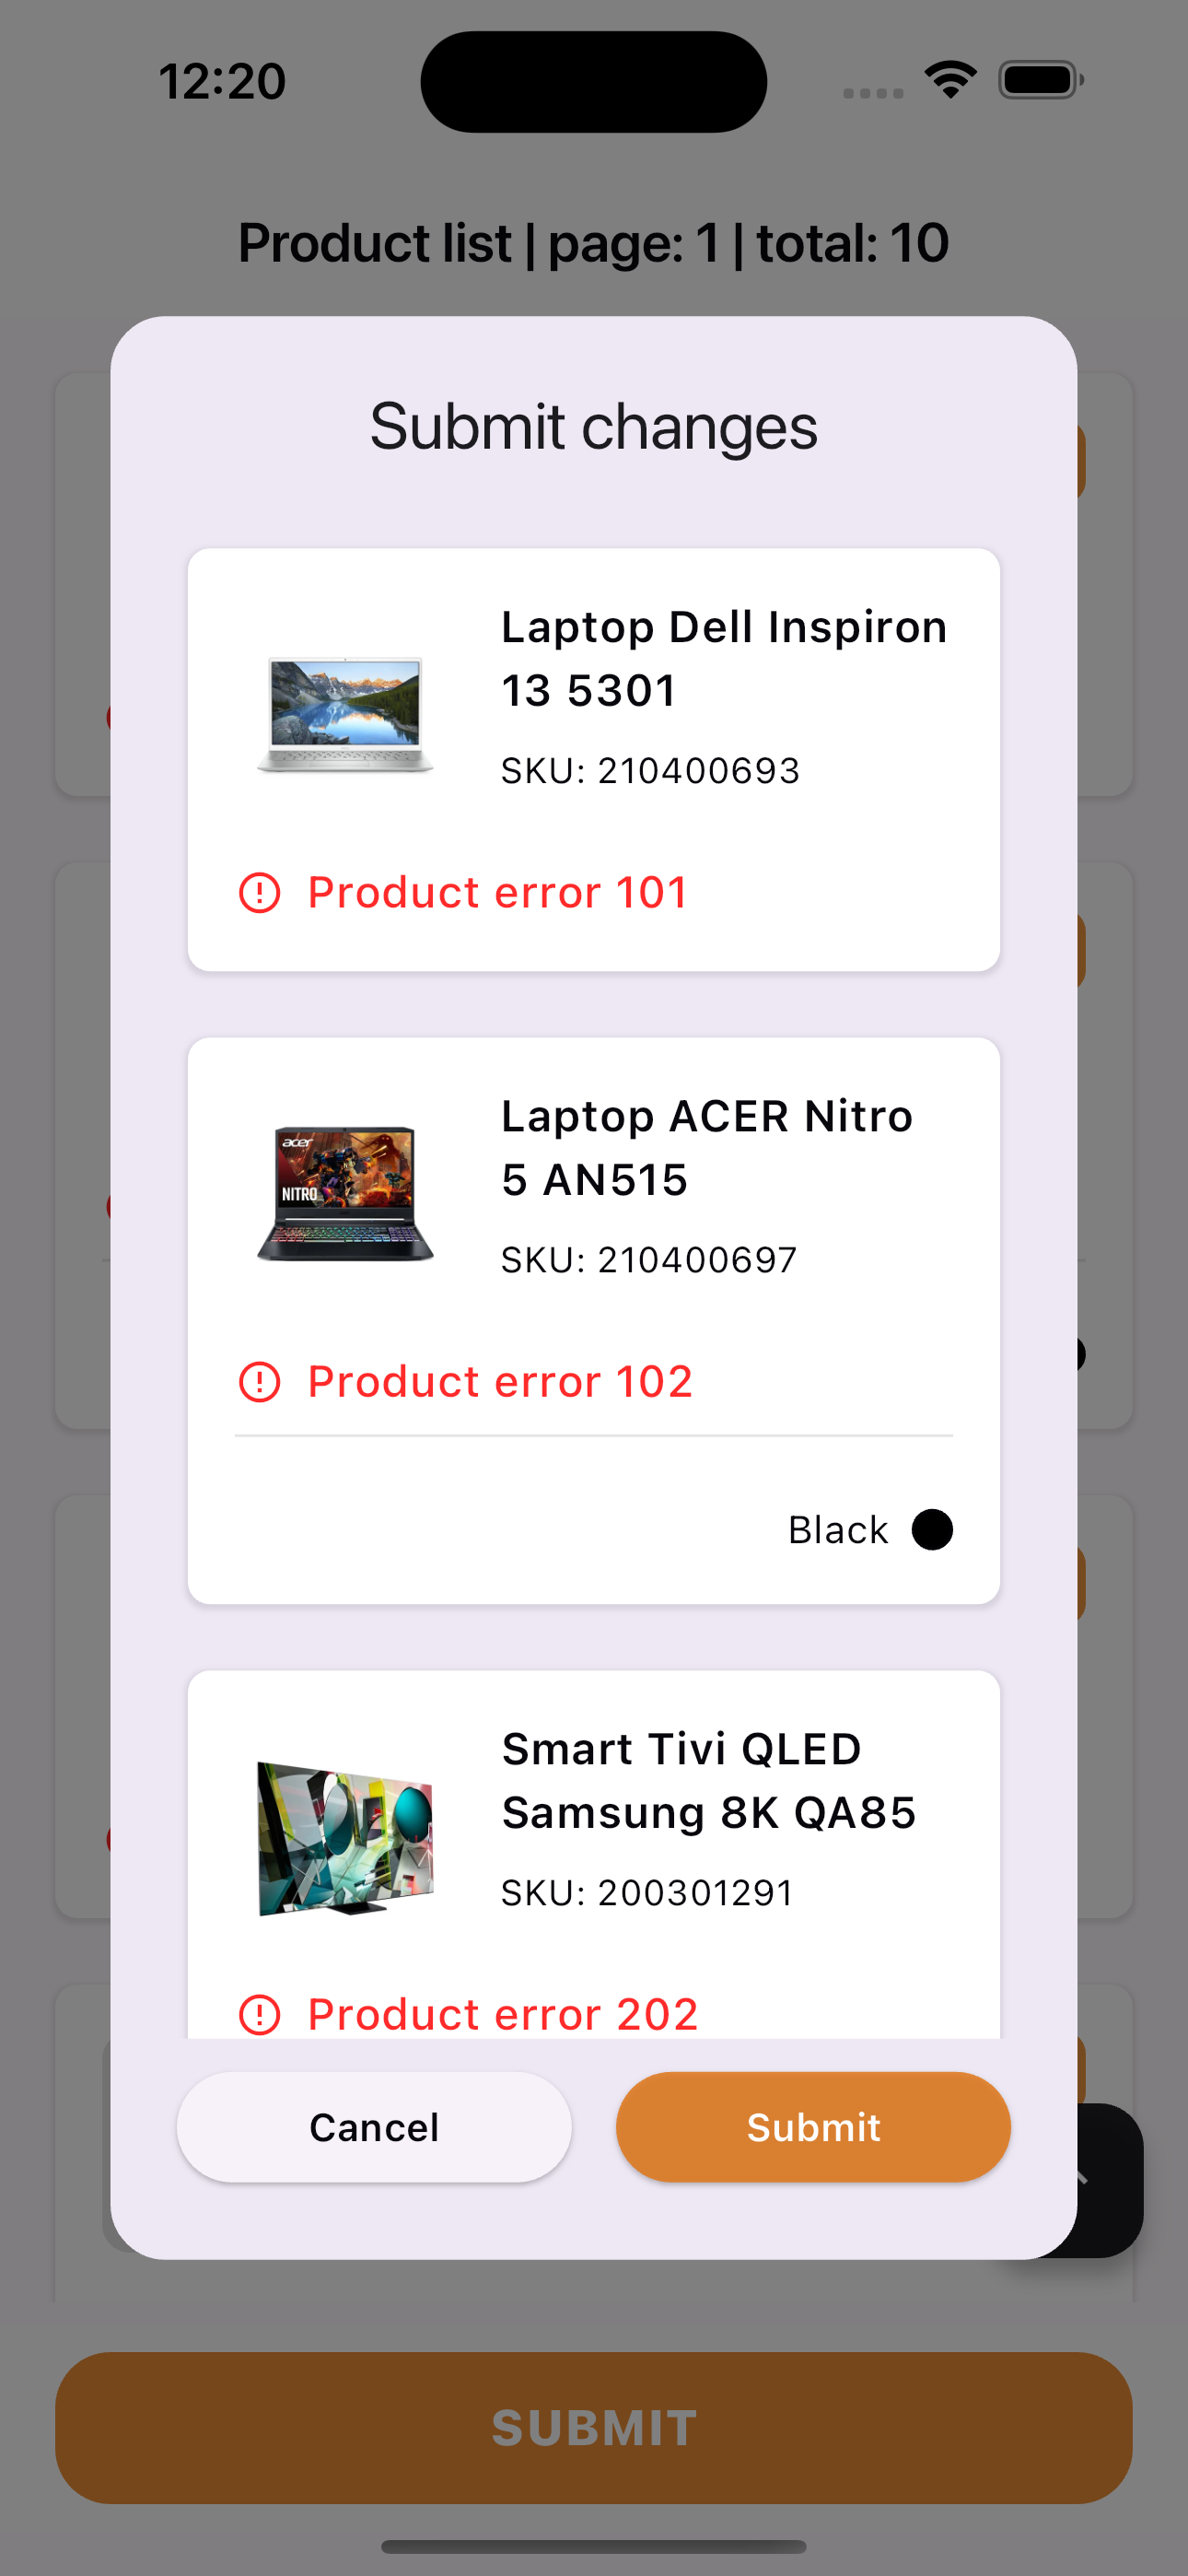 12:20
Product list | page: 1 | total: 10
Submit changes
Laptop Dell Inspiron
13 5301
SKU: 210400693
Product error 101
acer
NITRO
Laptop ACER Nitro
5 AN515
SKU: 210400697
Product error 102
Black
Smart Tivi QLED
Samsung 8K QA85
SKU: 200301291
Product error 202
Cancel
Submit
SUBMIT